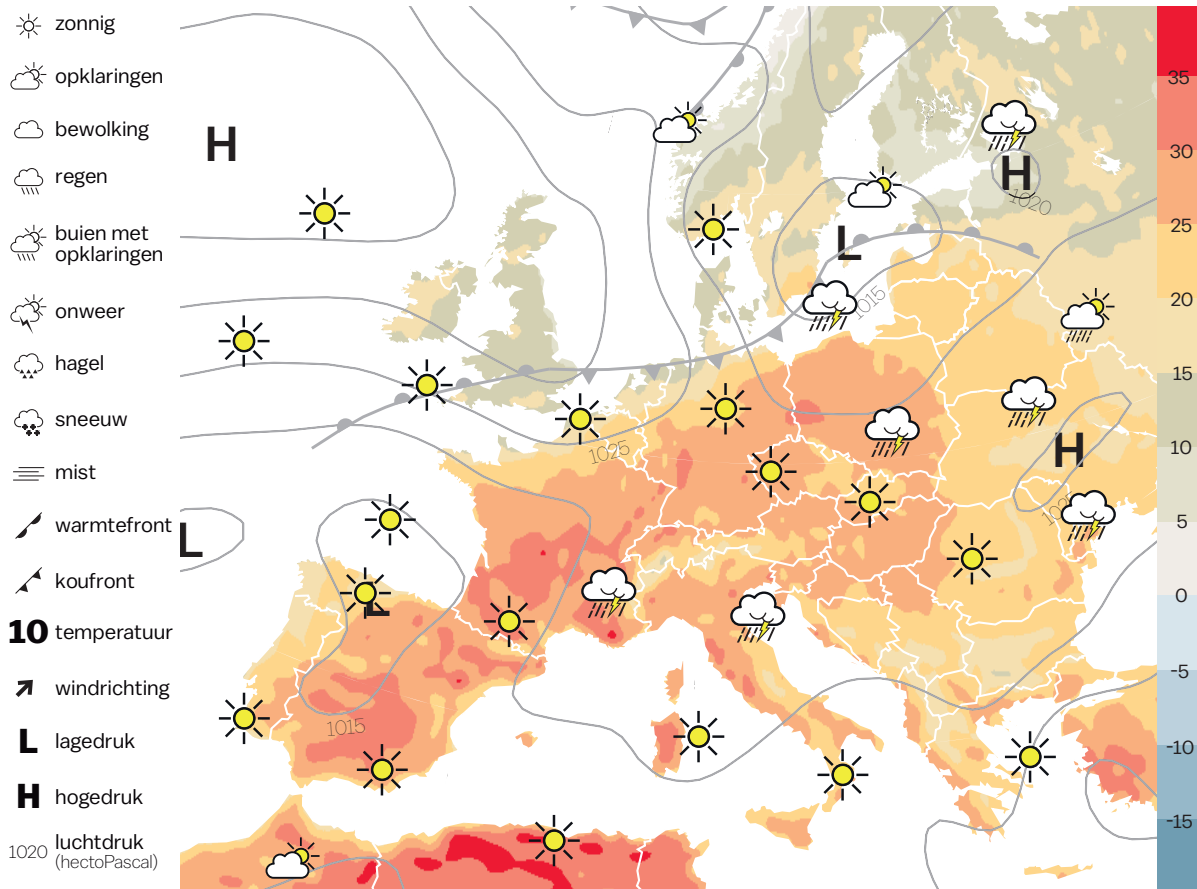 zonnig
opklaringen
bewolking
regen
buien met
opklaringen
onweer
hagel
sneeuw
mist
warmtefront
koufront
10 temperatuur
windrichting
L lagedruk
H hogedruk
1020 luchtdruk
(hectoPascal)
H
H
1020
L
1015
1025
H
L
L
1015
35
30
25
20
15
10
5
0
-5
-10
-15